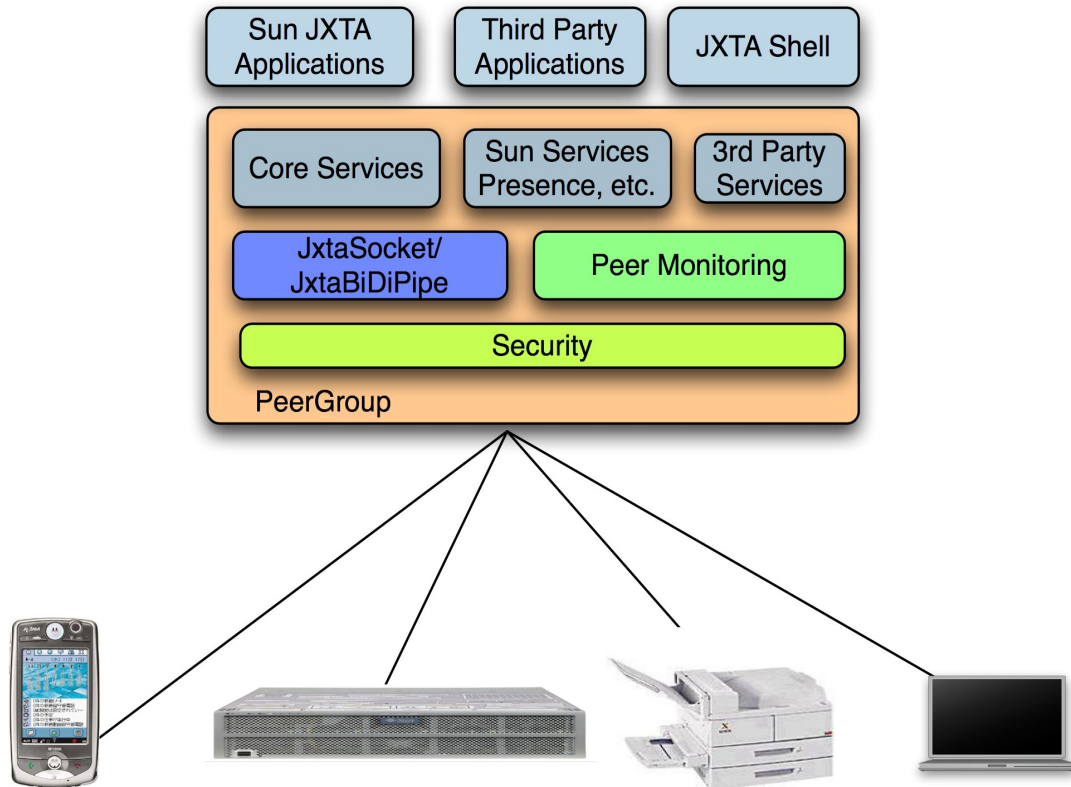 Sun JXTA
Applications
Third Party
Applications
JXTA Shell
Core Services
Sun Services
Presence, etc.
3rd Party
Services
JxtaSocket/
JxtaBiDiPipe
Peer Monitoring
Security
PeerGroup